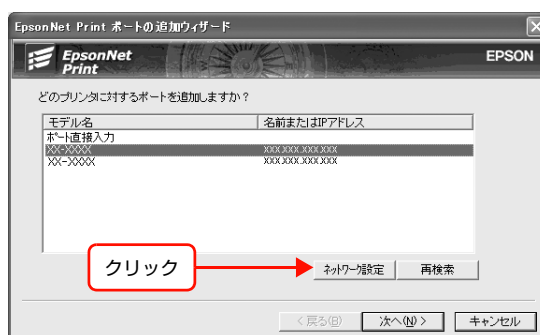 EpsonNet Print ポートの追加ウィザード
EpsonNet
Print
EPSON
どのプリンタに対するポートを追加しますか？
モデル名 名前またはIPアドレス
ポート直接入力
XX-XXXX XXX.XXX.XXX.XXX
XX-XXXX XXX.XXX.XXX.XXX
クリック
ネットワーク設定 再検索
< 戻る(B) 次へ(N) > キャンセル